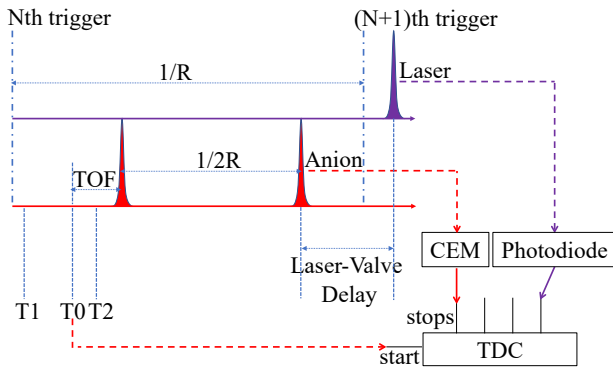 Nth trigger
(N+1)th trigger
1/R
Laser
TOF
1/2R
Anion
CEM
Photodiode
Laser-Valve
Delay
T1
T0
T2
stops
start
TDC